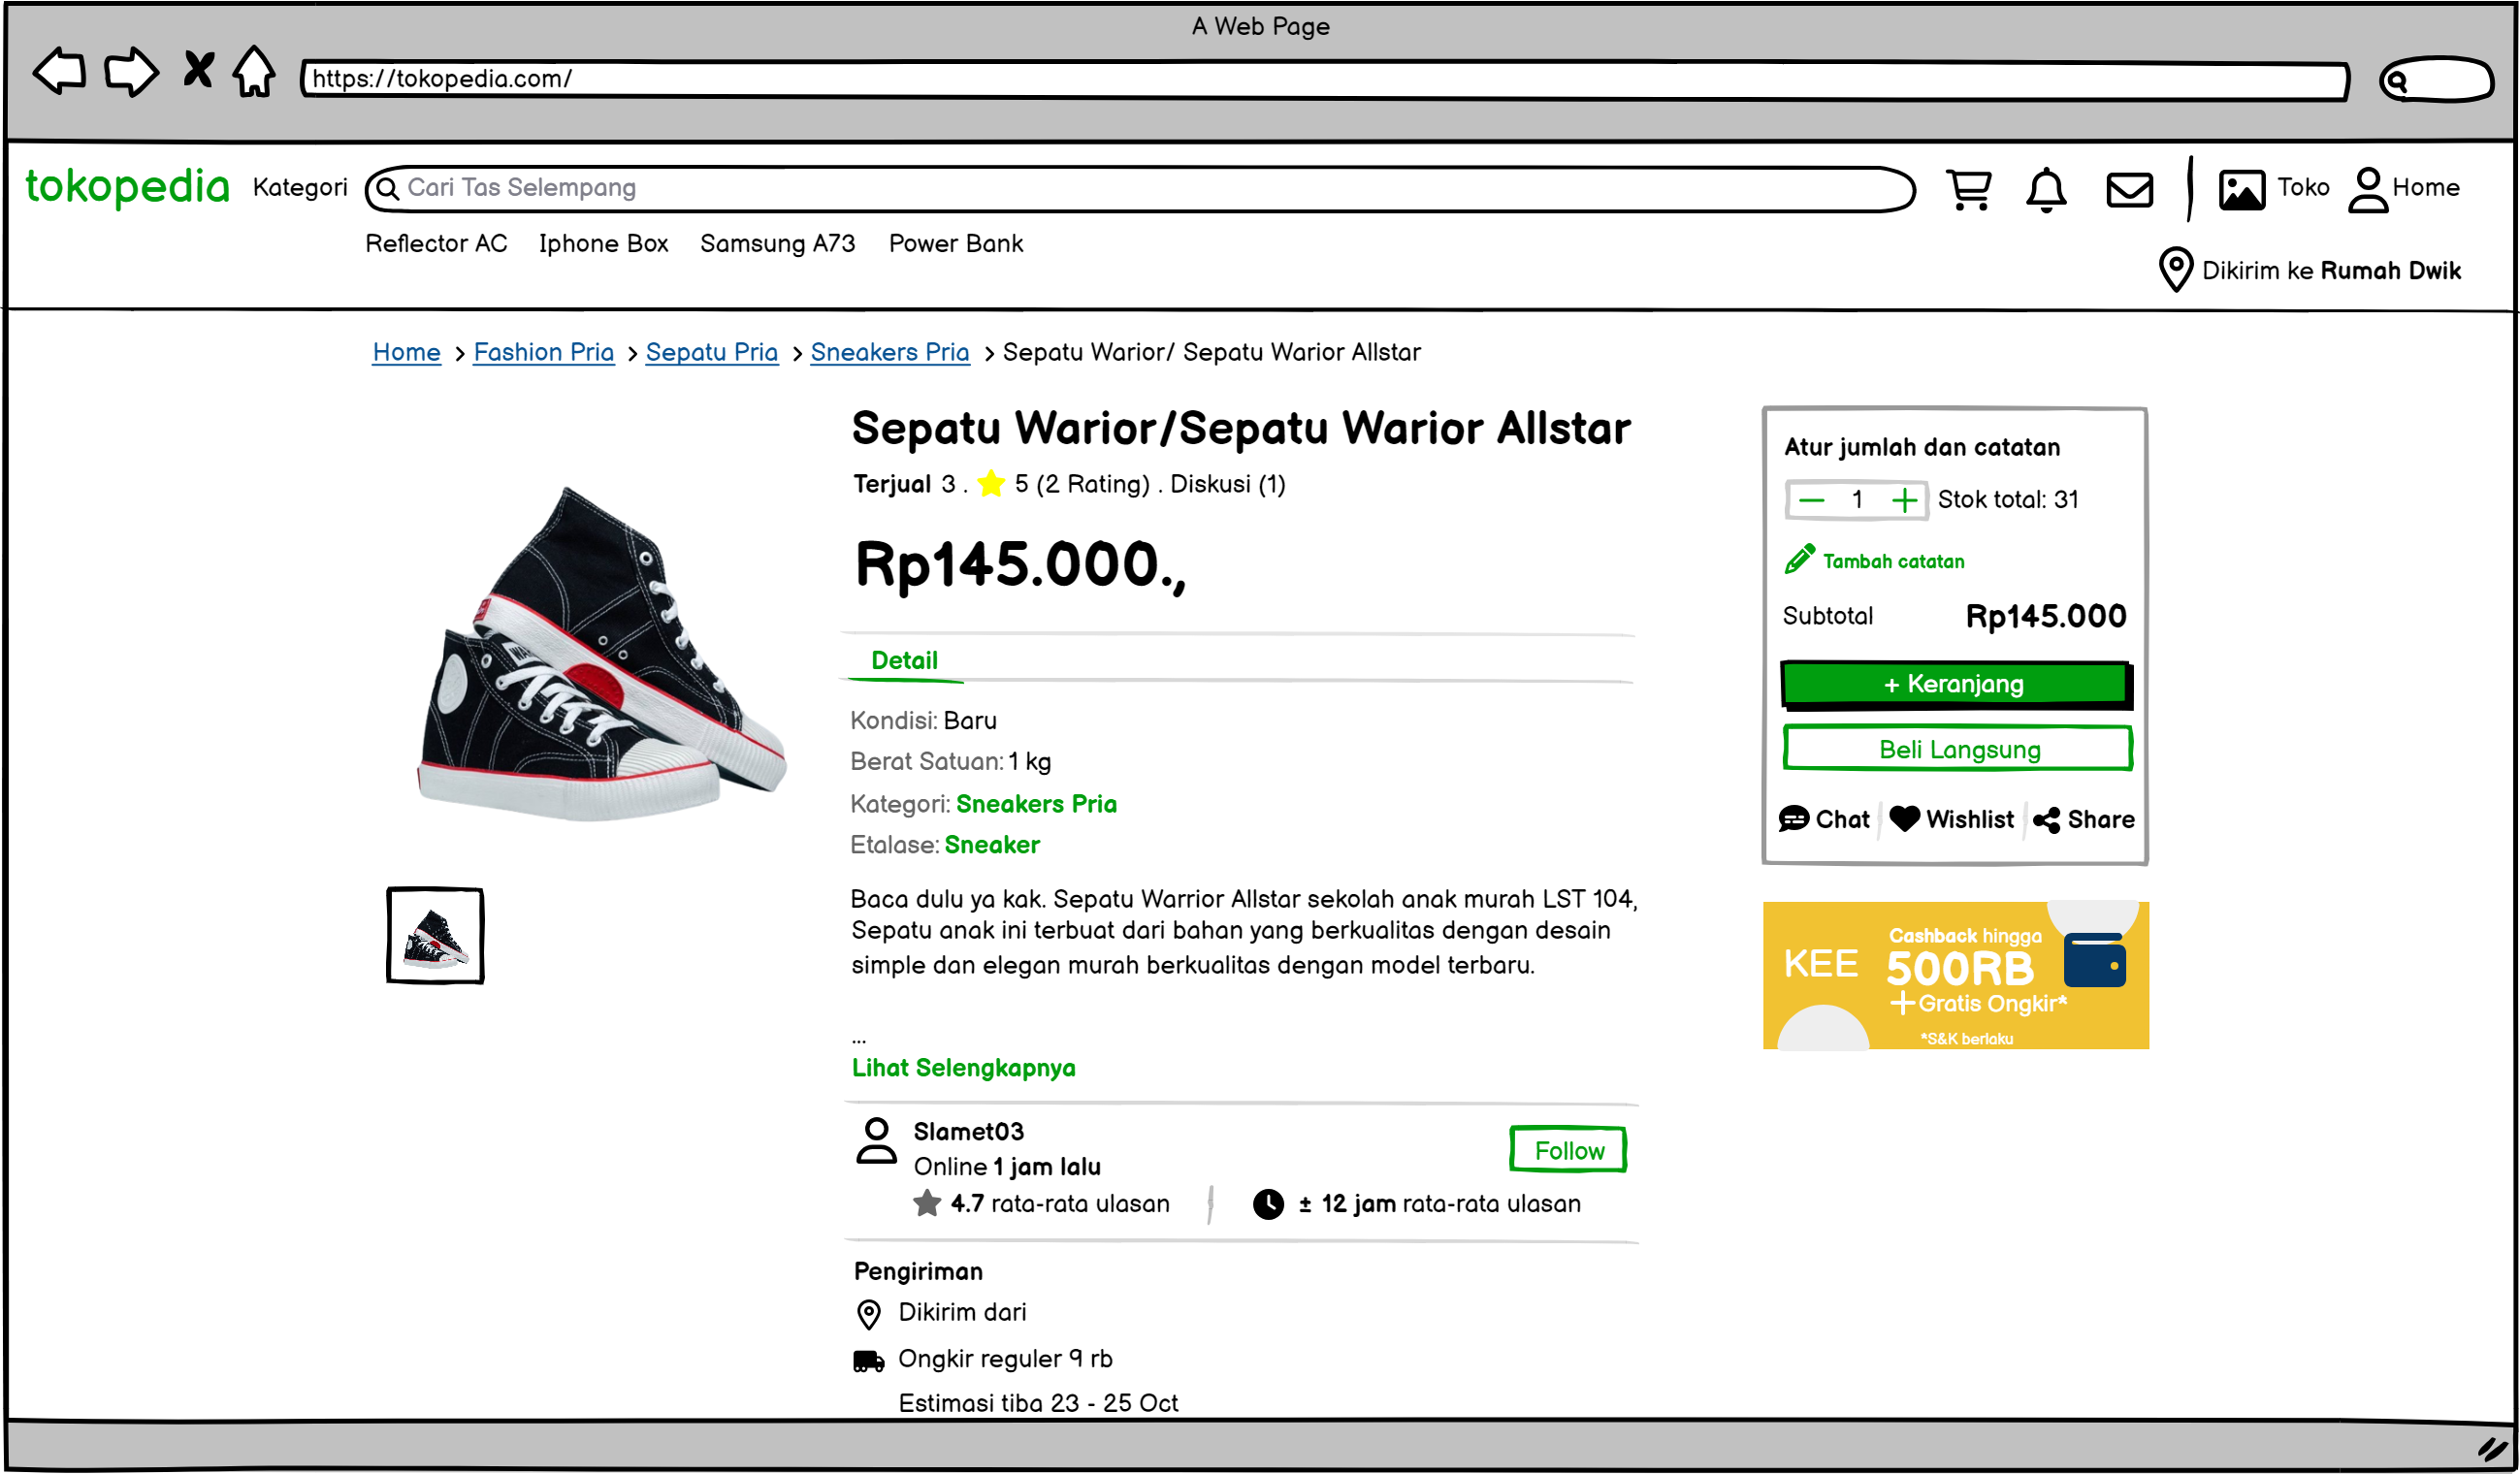 A Web Page
https://tokopedia.com/
tokopedia Kategori Cari Tas Selempang Toko Home
Reflector AC Iphone Box Samsung A73 Power Bank
Dikirim ke Rumah Dwik
Home > Fashion Pria > Sepatu Pria > Sneakers Pria > Sepatu Warior/ Sepatu Warior Allstar
Sepatu Warior/Sepatu Warior Allstar
Terjual 3 . 5 (2 Rating) . Diskusi (1)
Rp145.000.,
Detail
Kondisi: Baru
Berat Satuan: 1 kg
Kategori: Sneakers Pria
Etalase: Sneaker
Baca dulu ya kak. Sepatu Warrior Allstar sekolah anak murah LST 104,
Sepatu anak ini terbuat dari bahan yang berkualitas dengan desain
simple dan elegan murah berkualitas dengan model terbaru.
...
Lihat Selengkapnya
Slamet03
Online 1 jam lalu
Follow
4.7 rata-rata ulasan
± 12 jam rata-rata ulasan
Pengiriman
Dikirim dari
Ongkir reguler 9 rb
Estimasi tiba 23 - 25 Oct
Atur jumlah dan catatan
1 Stok total: 31
Tambah catatan
Subtotal Rp145.000
+ Keranjang
Beli Langsung
Chat Wishlist Share
KEE
Cashback hingga
500RB
+Gratis Ongkir*
*S&K berlaku